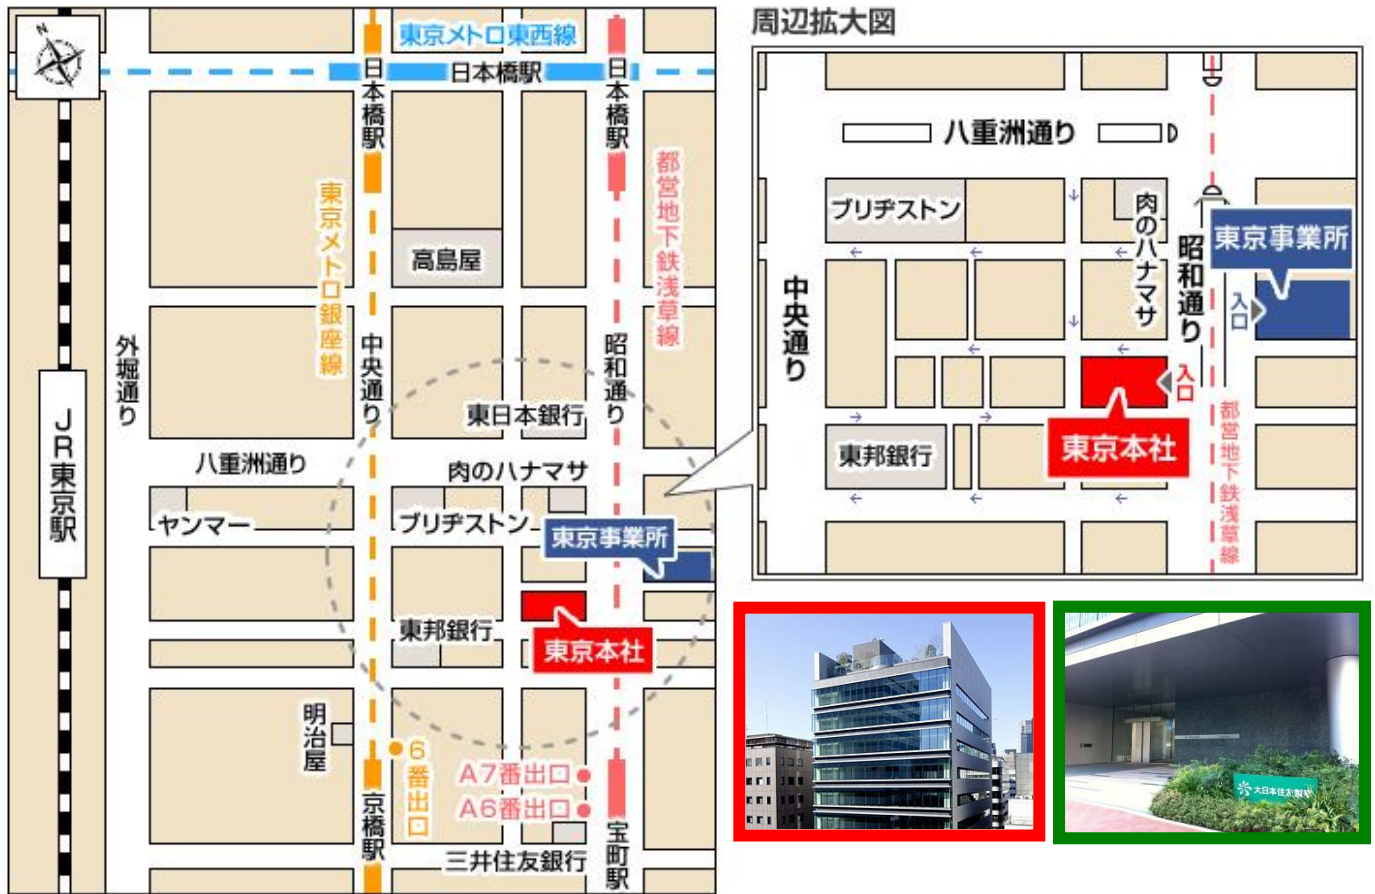 N
東京メトロ東西線
日本橋駅
日本橋駅
日本橋駅
東京メトロ銀座線
都営地下鉄浅草線
高島屋
外堀通り
中央通り
昭和通り
JR東京駅
東日本銀行
八重洲通り
肉のハナマサ
ヤンマー
ブリヂストン
東京事業所
東邦銀行
東京本社
明治屋
6番出口
A7番出口
A6番出口
京橋駅
宝町駅
三井住友銀行
周辺拡大図
八重洲通り
ブリヂストン
肉のハナマサ
昭和通り
東京事業所
中央通り
入口
入口
東邦銀行
東京本社
都営地下鉄浅草線
大日本住友製薬